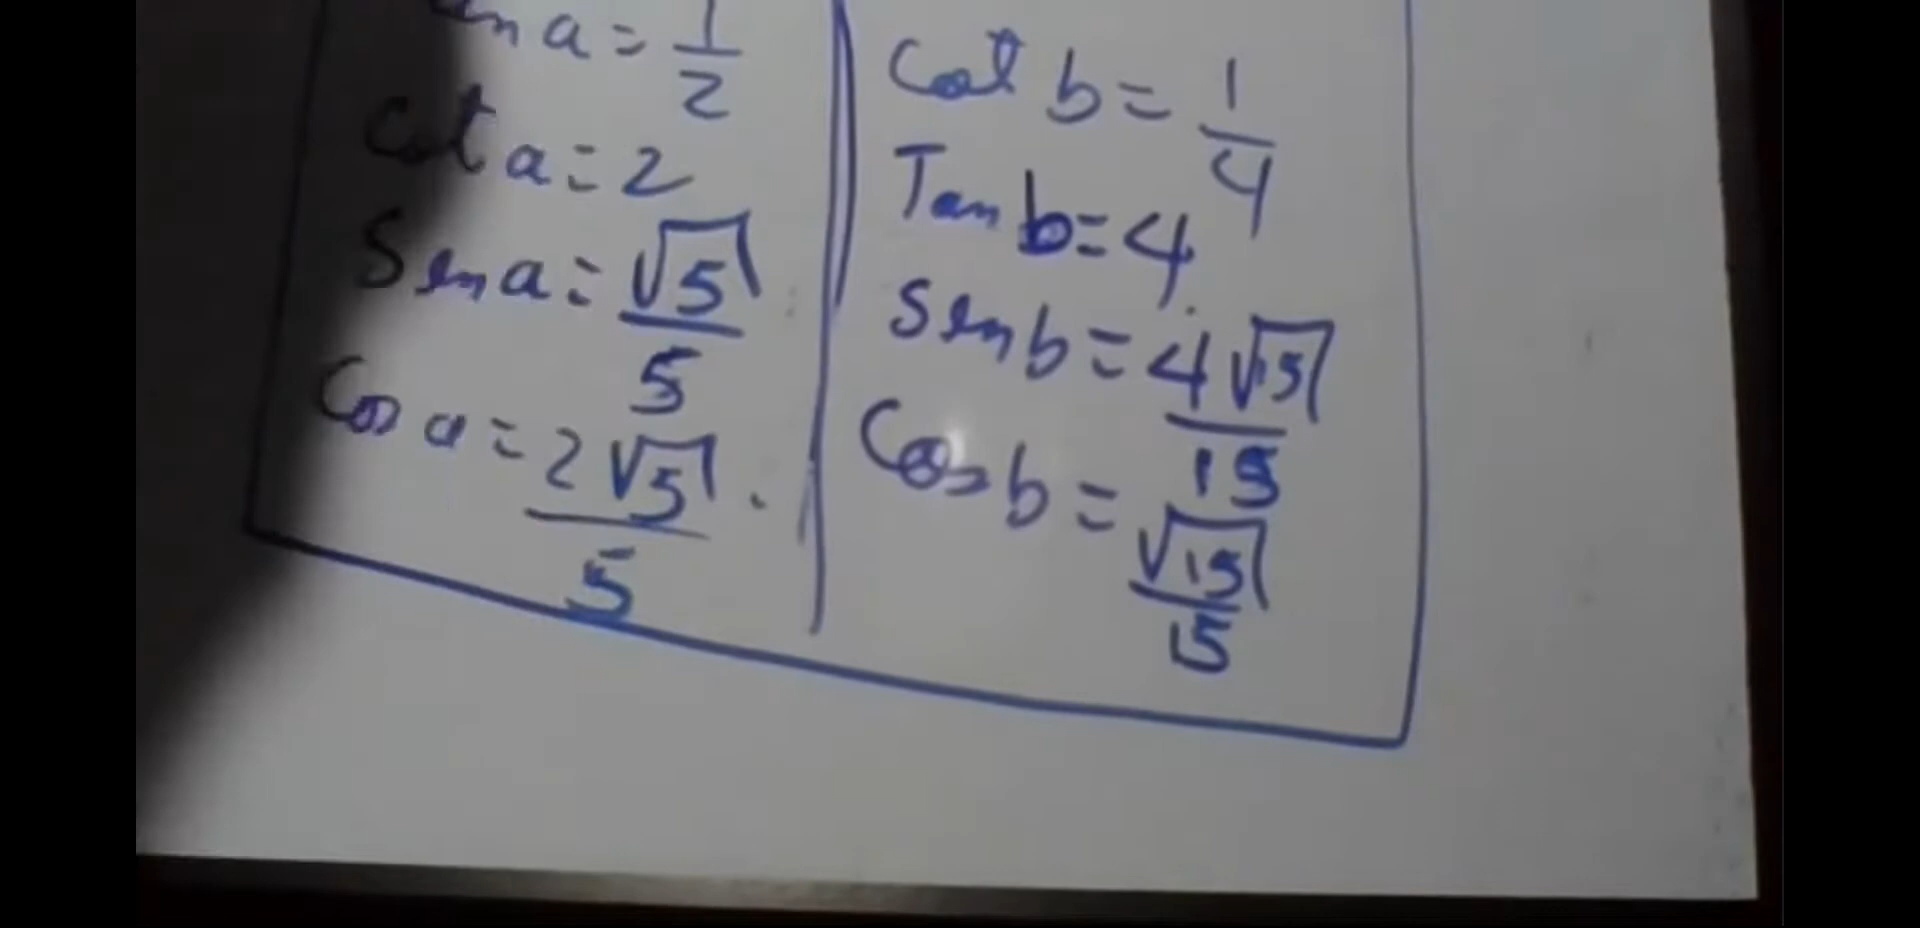 an a = 1/2
Cot a = 2
Sen a = √5/5
Cos a = 2√5/5
Cot b = 1/4
Tan b = 4
Sen b = 4√15/15
Cos b = √15/15